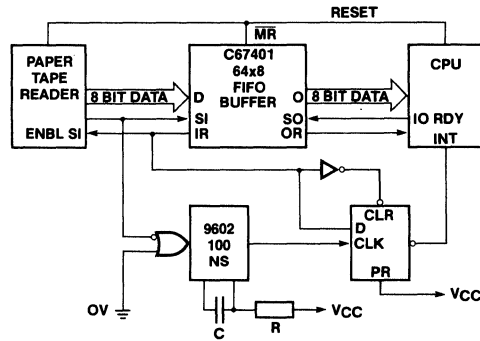 RESET
MR
PAPER
TAPE
READER
C67401
64x8
FIFO
BUFFER
CPU
8 BIT DATA
D
O
8 BIT DATA
SI
SO
IO RDY
ENBL SI
IR
OR
INT
CLR
D
CLK
PR
9602
100
NS
OV
C
R
VCC
VCC